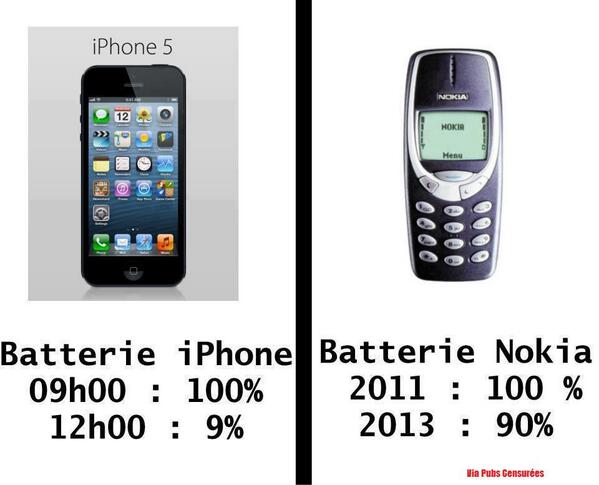 iPhone 5
NOKIA
NOKIA
Menu
Batterie iPhone
09h00 : 100%
12h00 : 9%
Batterie Nokia
2011 : 100 %
2013 : 90%
Via Pubs Censurées